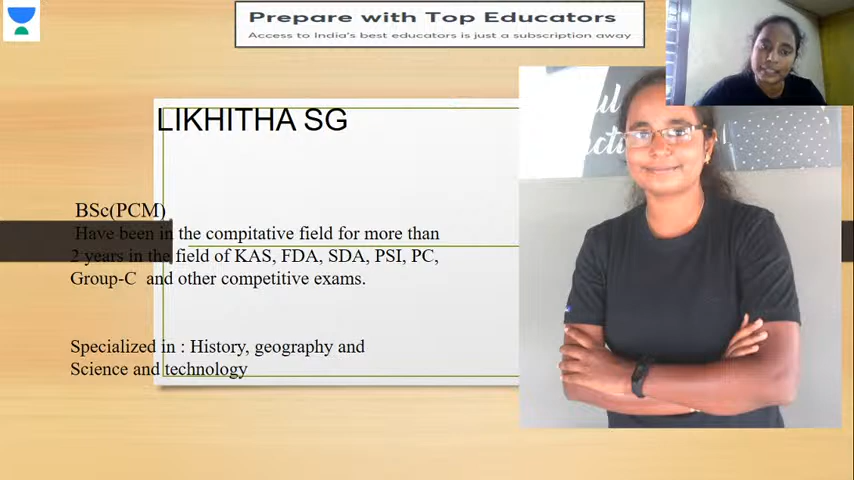 Prepare with Top Educators
Access to India's best educators is just a subscription away
LIKHITHA SG
BSc(PCM)
Have been in the compitative field for more than
2 years in the field of KAS, FDA, SDA, PSI, PC,
Group-C and other competitive exams.
Specialized in : History, geography and
Science and technology